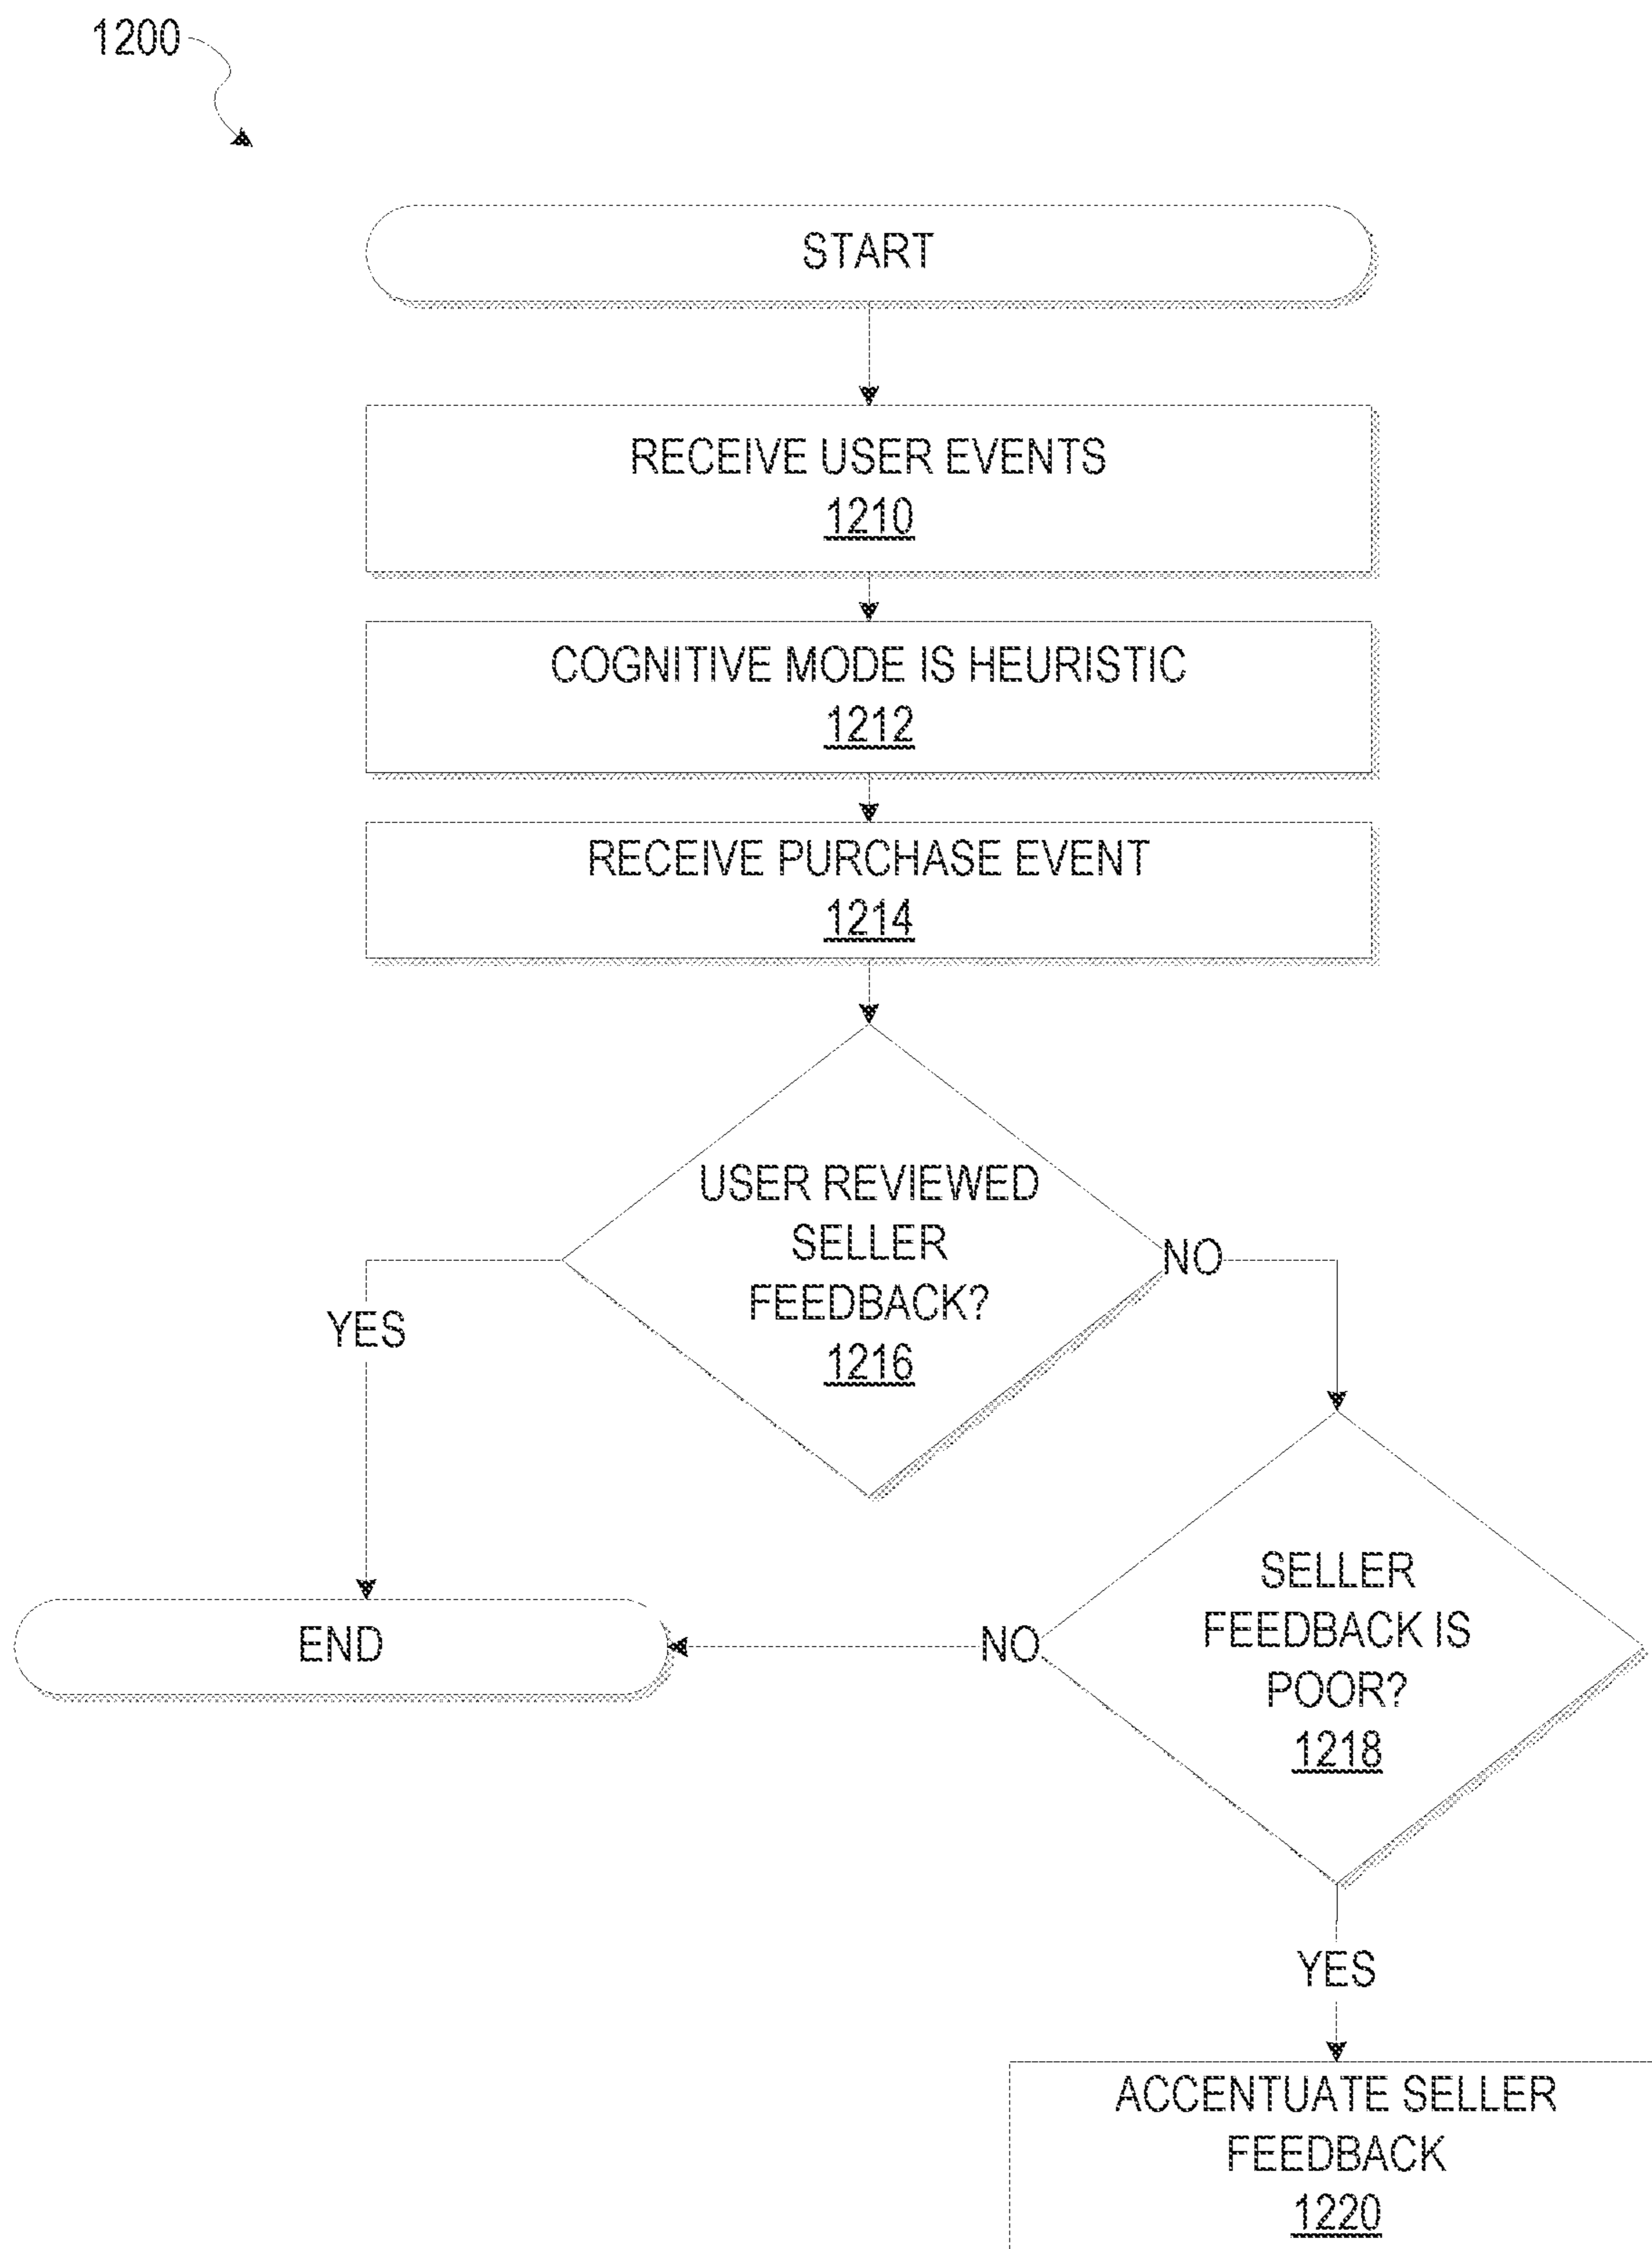 1200
START
RECEIVE USER EVENTS
1210
COGNITIVE MODE IS HEURISTIC
1212
RECEIVE PURCHASE EVENT
1214
USER REVIEWED
SELLER
FEEDBACK?
1216
NO
YES
SELLER
FEEDBACK IS
POOR?
1218
END
NO
YES
ACCENTUATE SELLER
FEEDBACK
1220